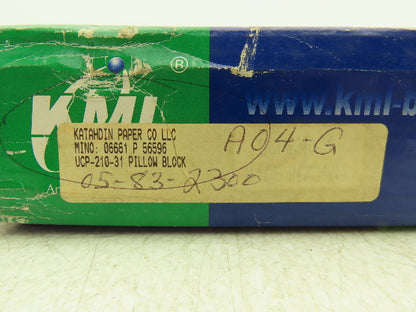 KML
®
www.kml-b
KATAHDIN PAPER CO LLC
MINO: 06661 P 56596
UCP-210-31 PILLOW BLOCK
A04-G
05-83-2300